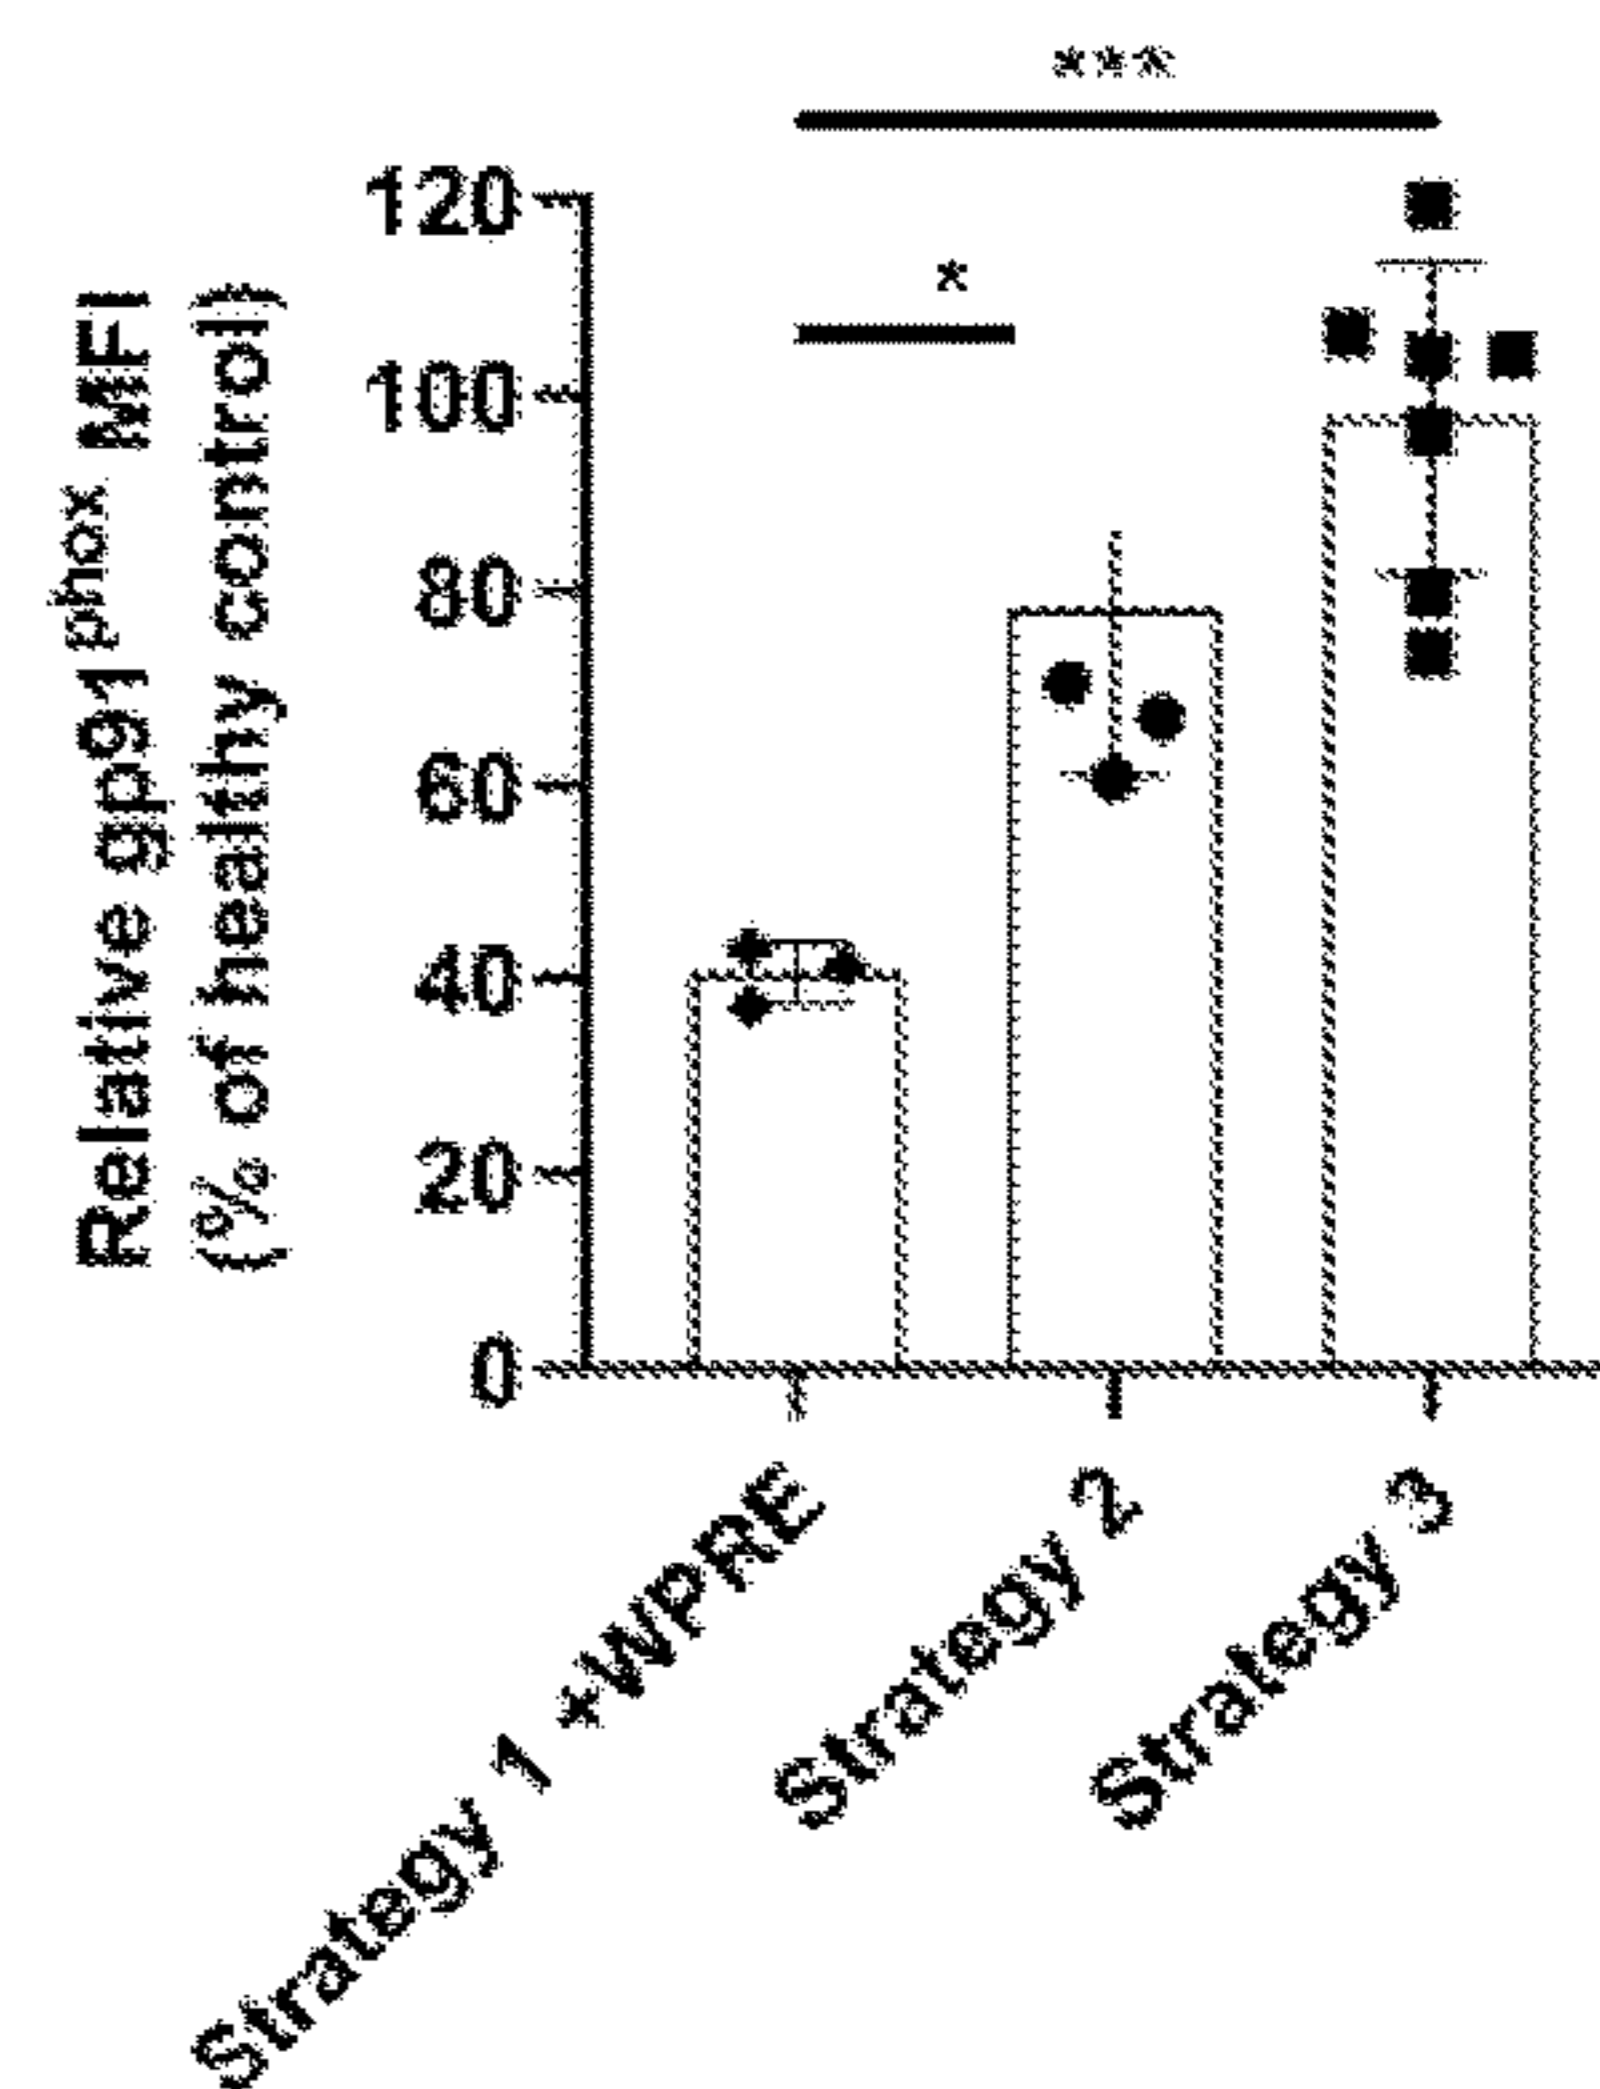 ***
*
120
100
80
60
40
20
0
Relative gp91phox MFI
(% of healthy control)
Strategy 1 +WPRE
Strategy 2
Strategy 3